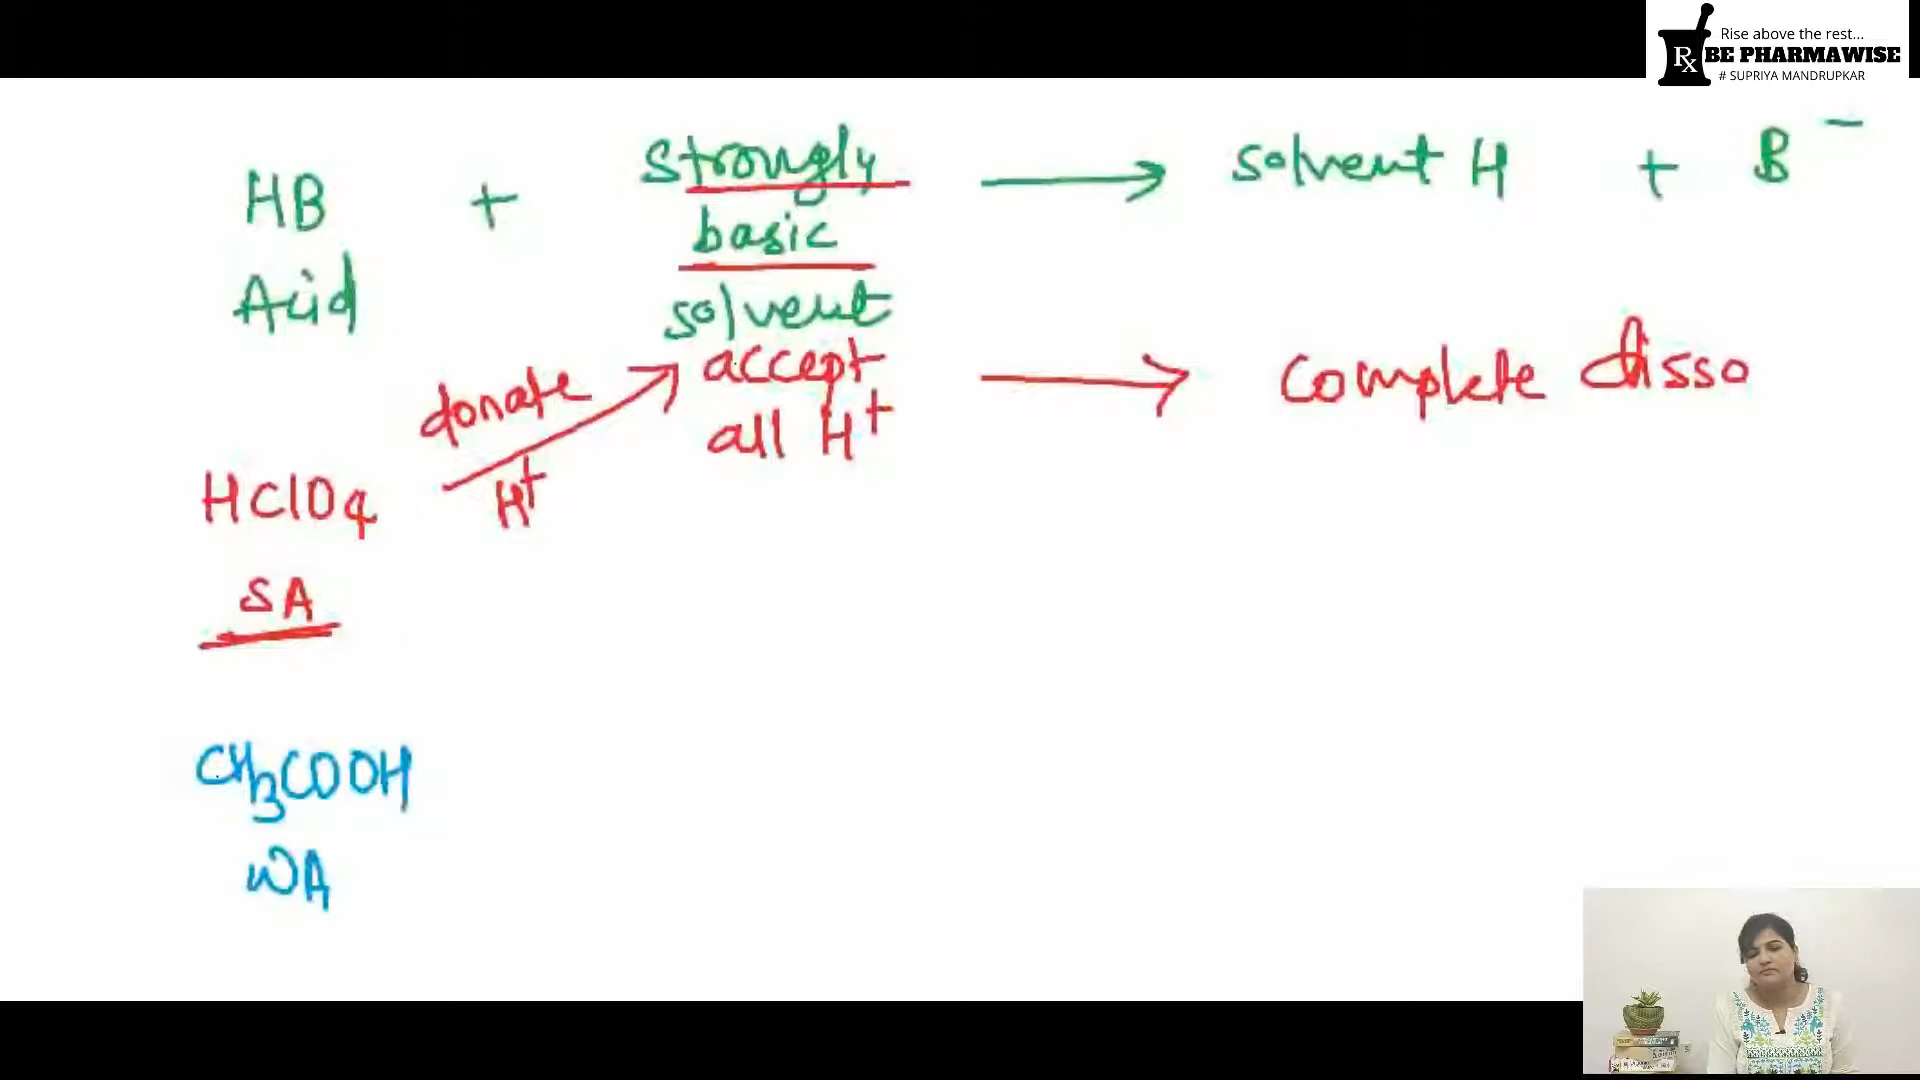 Rise above the rest...
Rx BE PHARMAWISE
# SUPRIYA MANDRUPKAR
HB + strongly → solvent H + B⁻
basic
Acid solvent
donate accept → complete disso
H⁺ all H⁺
HClO4
SA
CH3COOH
WA